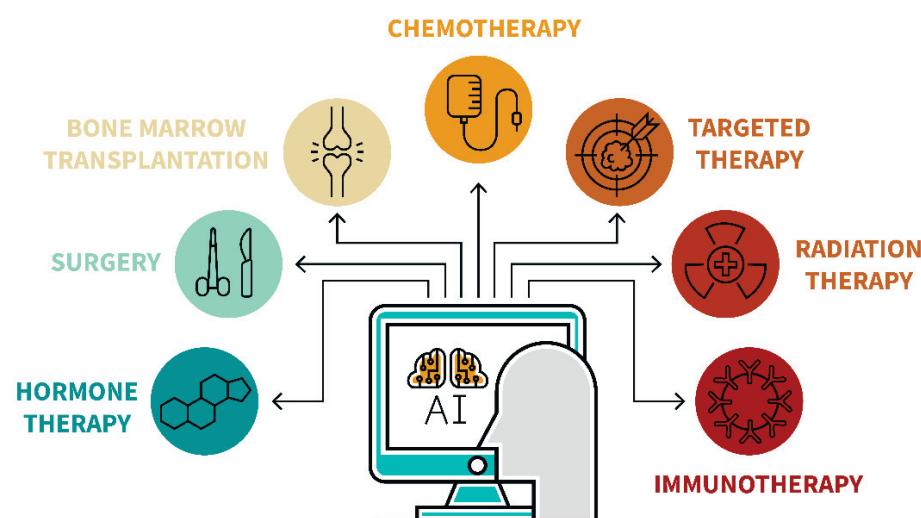 CHEMOTHERAPY
BONE MARROW
TRANSPLANTATION
TARGETED
THERAPY
SURGERY
RADIATION
THERAPY
HORMONE
THERAPY
AI
IMMUNOTHERAPY